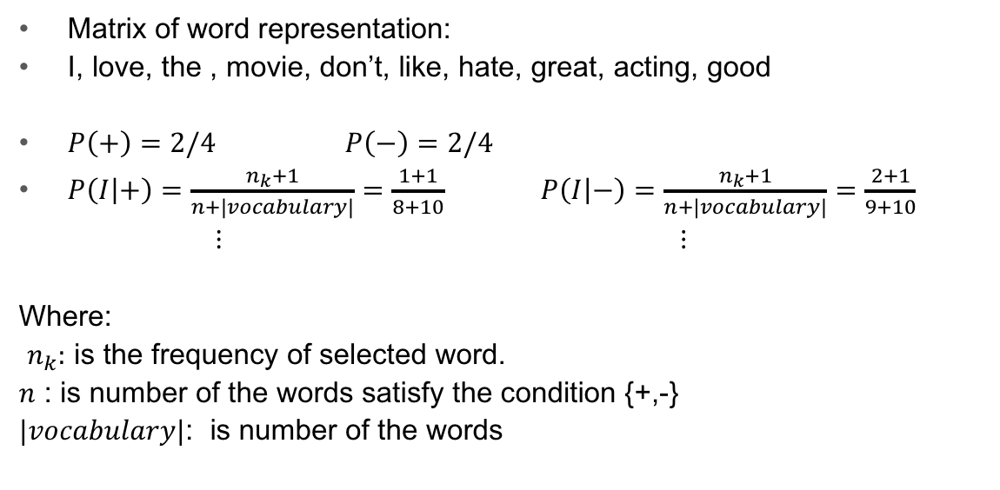 • Matrix of word representation:
• I, love, the , movie, don’t, like, hate, great, acting, good
• P(+) = 2/4 P(−) = 2/4
• P(I|+) = \frac{n_k+1}{n+|vocabulary|} = \frac{1+1}{8+10} P(I|−) = \frac{n_k+1}{n+|vocabulary|} = \frac{2+1}{9+10}
⋮ ⋮
Where:
n_k: is the frequency of selected word.
n : is number of the words satisfy the condition {+,-}
|vocabulary|: is number of the words